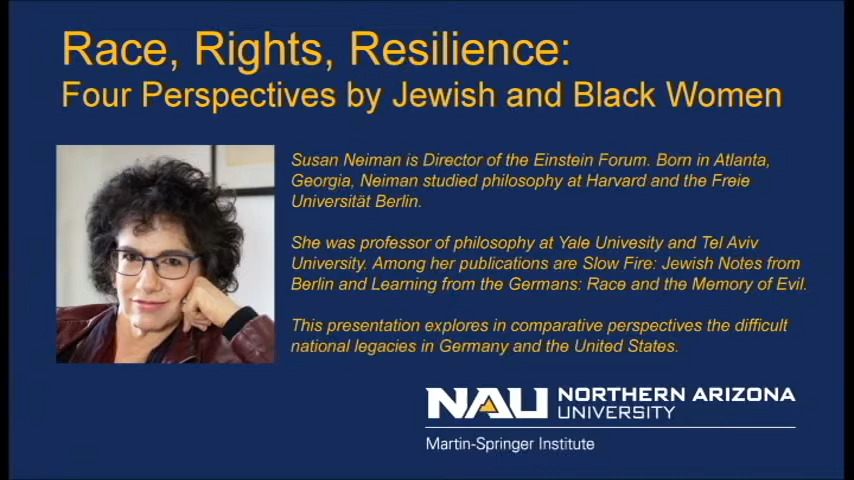 Race, Rights, Resilience:
Four Perspectives by Jewish and Black Women
Susan Neiman is Director of the Einstein Forum. Born in Atlanta,
Georgia, Neiman studied philosophy at Harvard and the Freie
Universität Berlin.
She was professor of philosophy at Yale Univesity and Tel Aviv
University. Among her publications are Slow Fire: Jewish Notes from
Berlin and Learning from the Germans: Race and the Memory of Evil.
This presentation explores in comparative perspectives the difficult
national legacies in Germany and the United States.
NAU NORTHERN ARIZONA
UNIVERSITY
Martin-Springer Institute